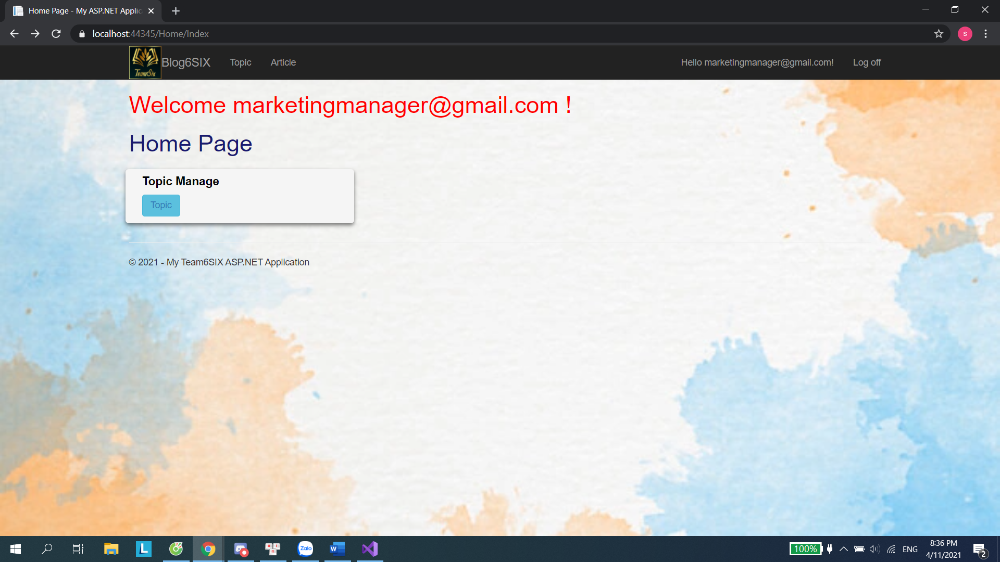 Home Page - My ASP.NET Applic
localhost:44345/Home/Index
s
TeamSix
Blog6SIX Topic Article Hello marketingmanager@gmail.com! Log off
Welcome marketingmanager@gmail.com !
Home Page
Topic Manage
Topic
© 2021 - My Team6SIX ASP.NET Application
L
u i n
Zalo
W
100%
ENG
8:36 PM
4/11/2021
2